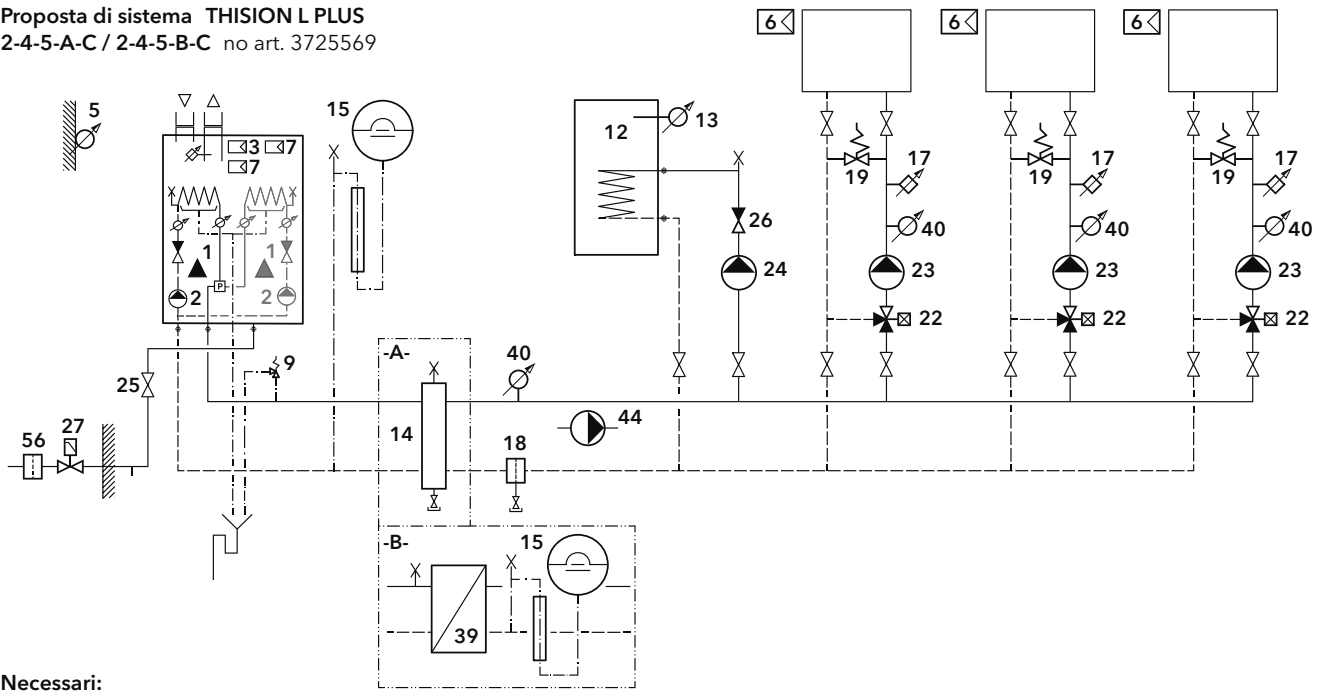 Proposta di sistema THISION L PLUS
2-4-5-A-C / 2-4-5-B-C no art. 3725569
6 6 6
5
15
3 7
7
12
13
17 17 17
19 19 19
26
40 40 40
1 1
24
23 23 23
2 P 2
22 22 22
9
-A-
40
25
44
14
18
56 27
-B-
15
39
Necessari: